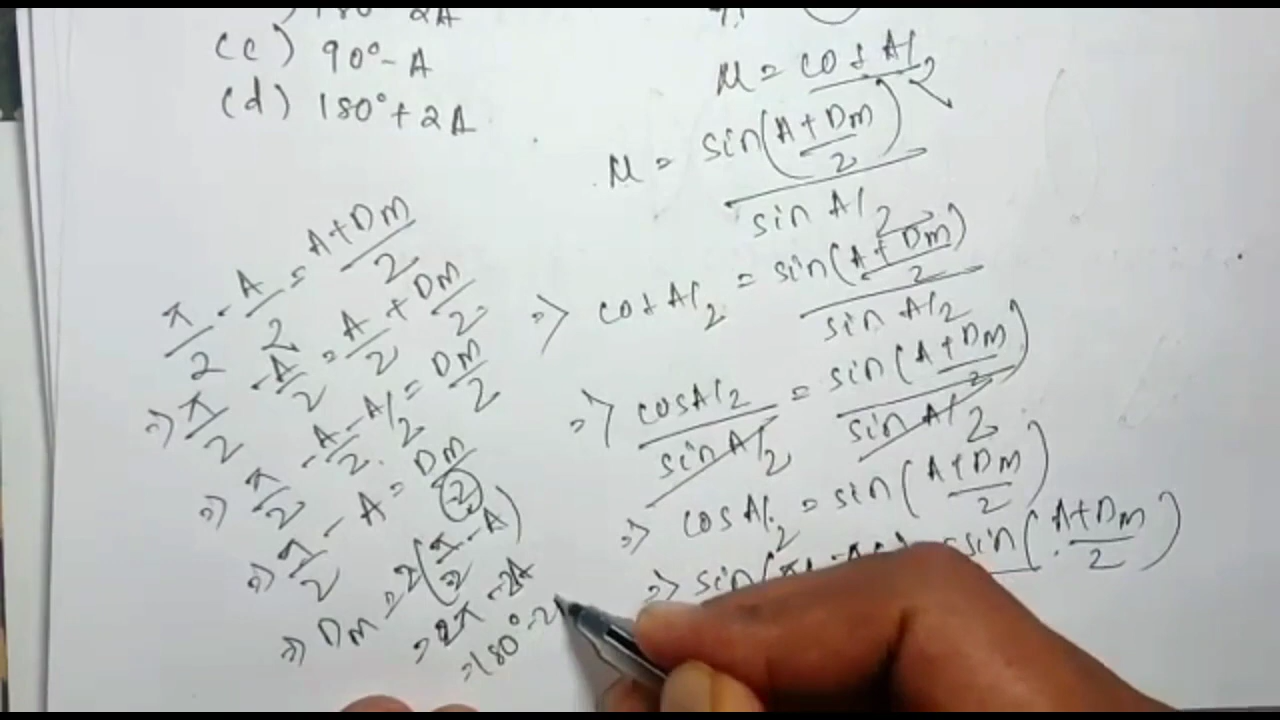 180° - 2A
(c) 90° - A
(d) 180° + 2A
μ = cot A/2
μ = sin(A + Dm / 2) / sin A/2
⇒ cot A/2 = sin(A + Dm / 2) / sin A/2
⇒ cos A/2 / sin A/2 = sin(A + Dm / 2) / sin A/2
⇒ cos A/2 = sin(A + Dm / 2)
⇒ sin( = sin(A + Dm / 2)
π/2 - A/2 = A + Dm / 2
⇒ π/2 - A/2 = A/2 + Dm/2
⇒ π/2 - A/2 - A/2 = Dm/2
⇒ π/2 - A = Dm/2
⇒ Dm = 2(π/2 - A)
= π - 2A
= 180° - 2